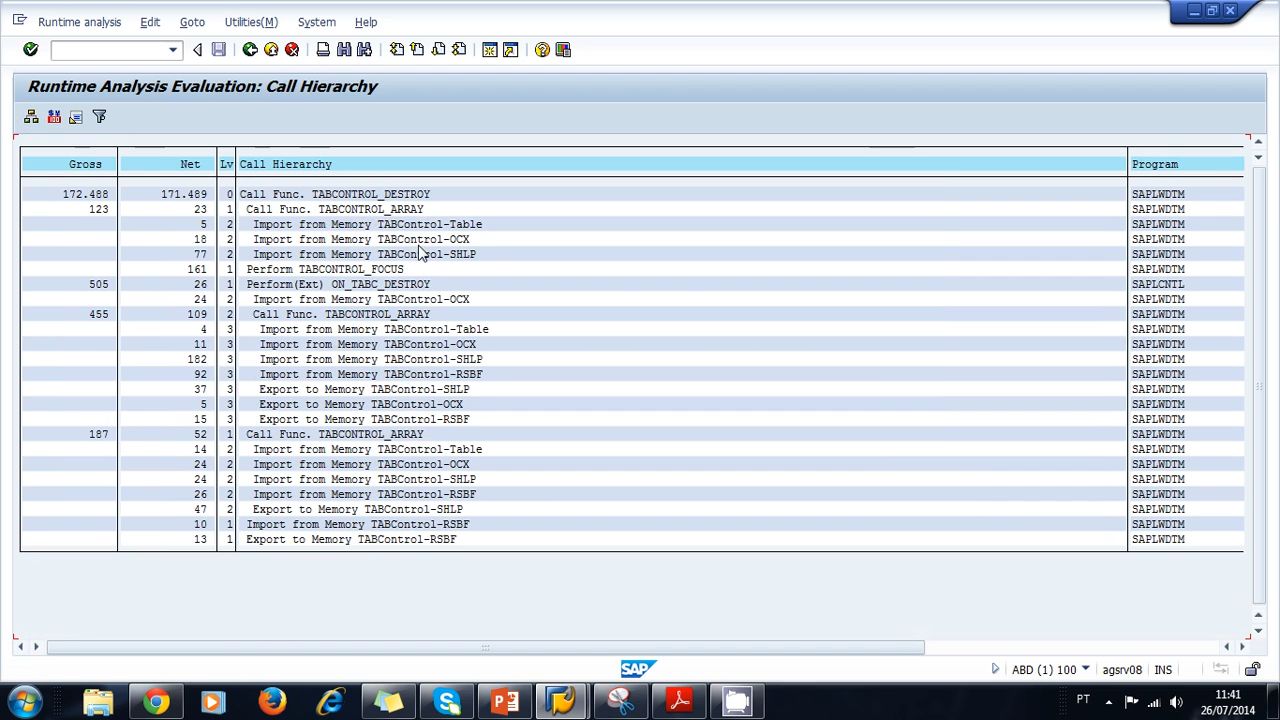 Runtime analysis Edit Goto Utilities(M) System Help
Runtime Analysis Evaluation: Call Hierarchy
Gross Net Lv Call Hierarchy Program
172.488 171.489 0 Call Func. TABCONTROL_DESTROY SAPLWDTM
123 23 1 Call Func. TABCONTROL_ARRAY SAPLWDTM
5 2 Import from Memory TABControl-Table SAPLWDTM
18 2 Import from Memory TABControl-OCX SAPLWDTM
77 2 Import from Memory TABControl-SHLP SAPLWDTM
161 1 Perform TABCONTROL_FOCUS SAPLWDTM
505 26 1 Perform(Ext) ON_TABC_DESTROY SAPLCNTL
24 2 Import from Memory TABControl-OCX SAPLWDTM
455 109 2 Call Func. TABCONTROL_ARRAY SAPLWDTM
4 3 Import from Memory TABControl-Table SAPLWDTM
11 3 Import from Memory TABControl-OCX SAPLWDTM
182 3 Import from Memory TABControl-SHLP SAPLWDTM
92 3 Import from Memory TABControl-RSBF SAPLWDTM
37 3 Export to Memory TABControl-SHLP SAPLWDTM
5 3 Export to Memory TABControl-OCX SAPLWDTM
15 3 Export to Memory TABControl-RSBF SAPLWDTM
187 52 1 Call Func. TABCONTROL_ARRAY SAPLWDTM
14 2 Import from Memory TABControl-Table SAPLWDTM
24 2 Import from Memory TABControl-OCX SAPLWDTM
24 2 Import from Memory TABControl-SHLP SAPLWDTM
26 2 Import from Memory TABControl-RSBF SAPLWDTM
47 2 Export to Memory TABControl-SHLP SAPLWDTM
10 1 Import from Memory TABControl-RSBF SAPLWDTM
13 1 Export to Memory TABControl-RSBF SAPLWDTM
SAP ABD (1) 100 agsrv08 INS
PT 11:41
26/07/2014